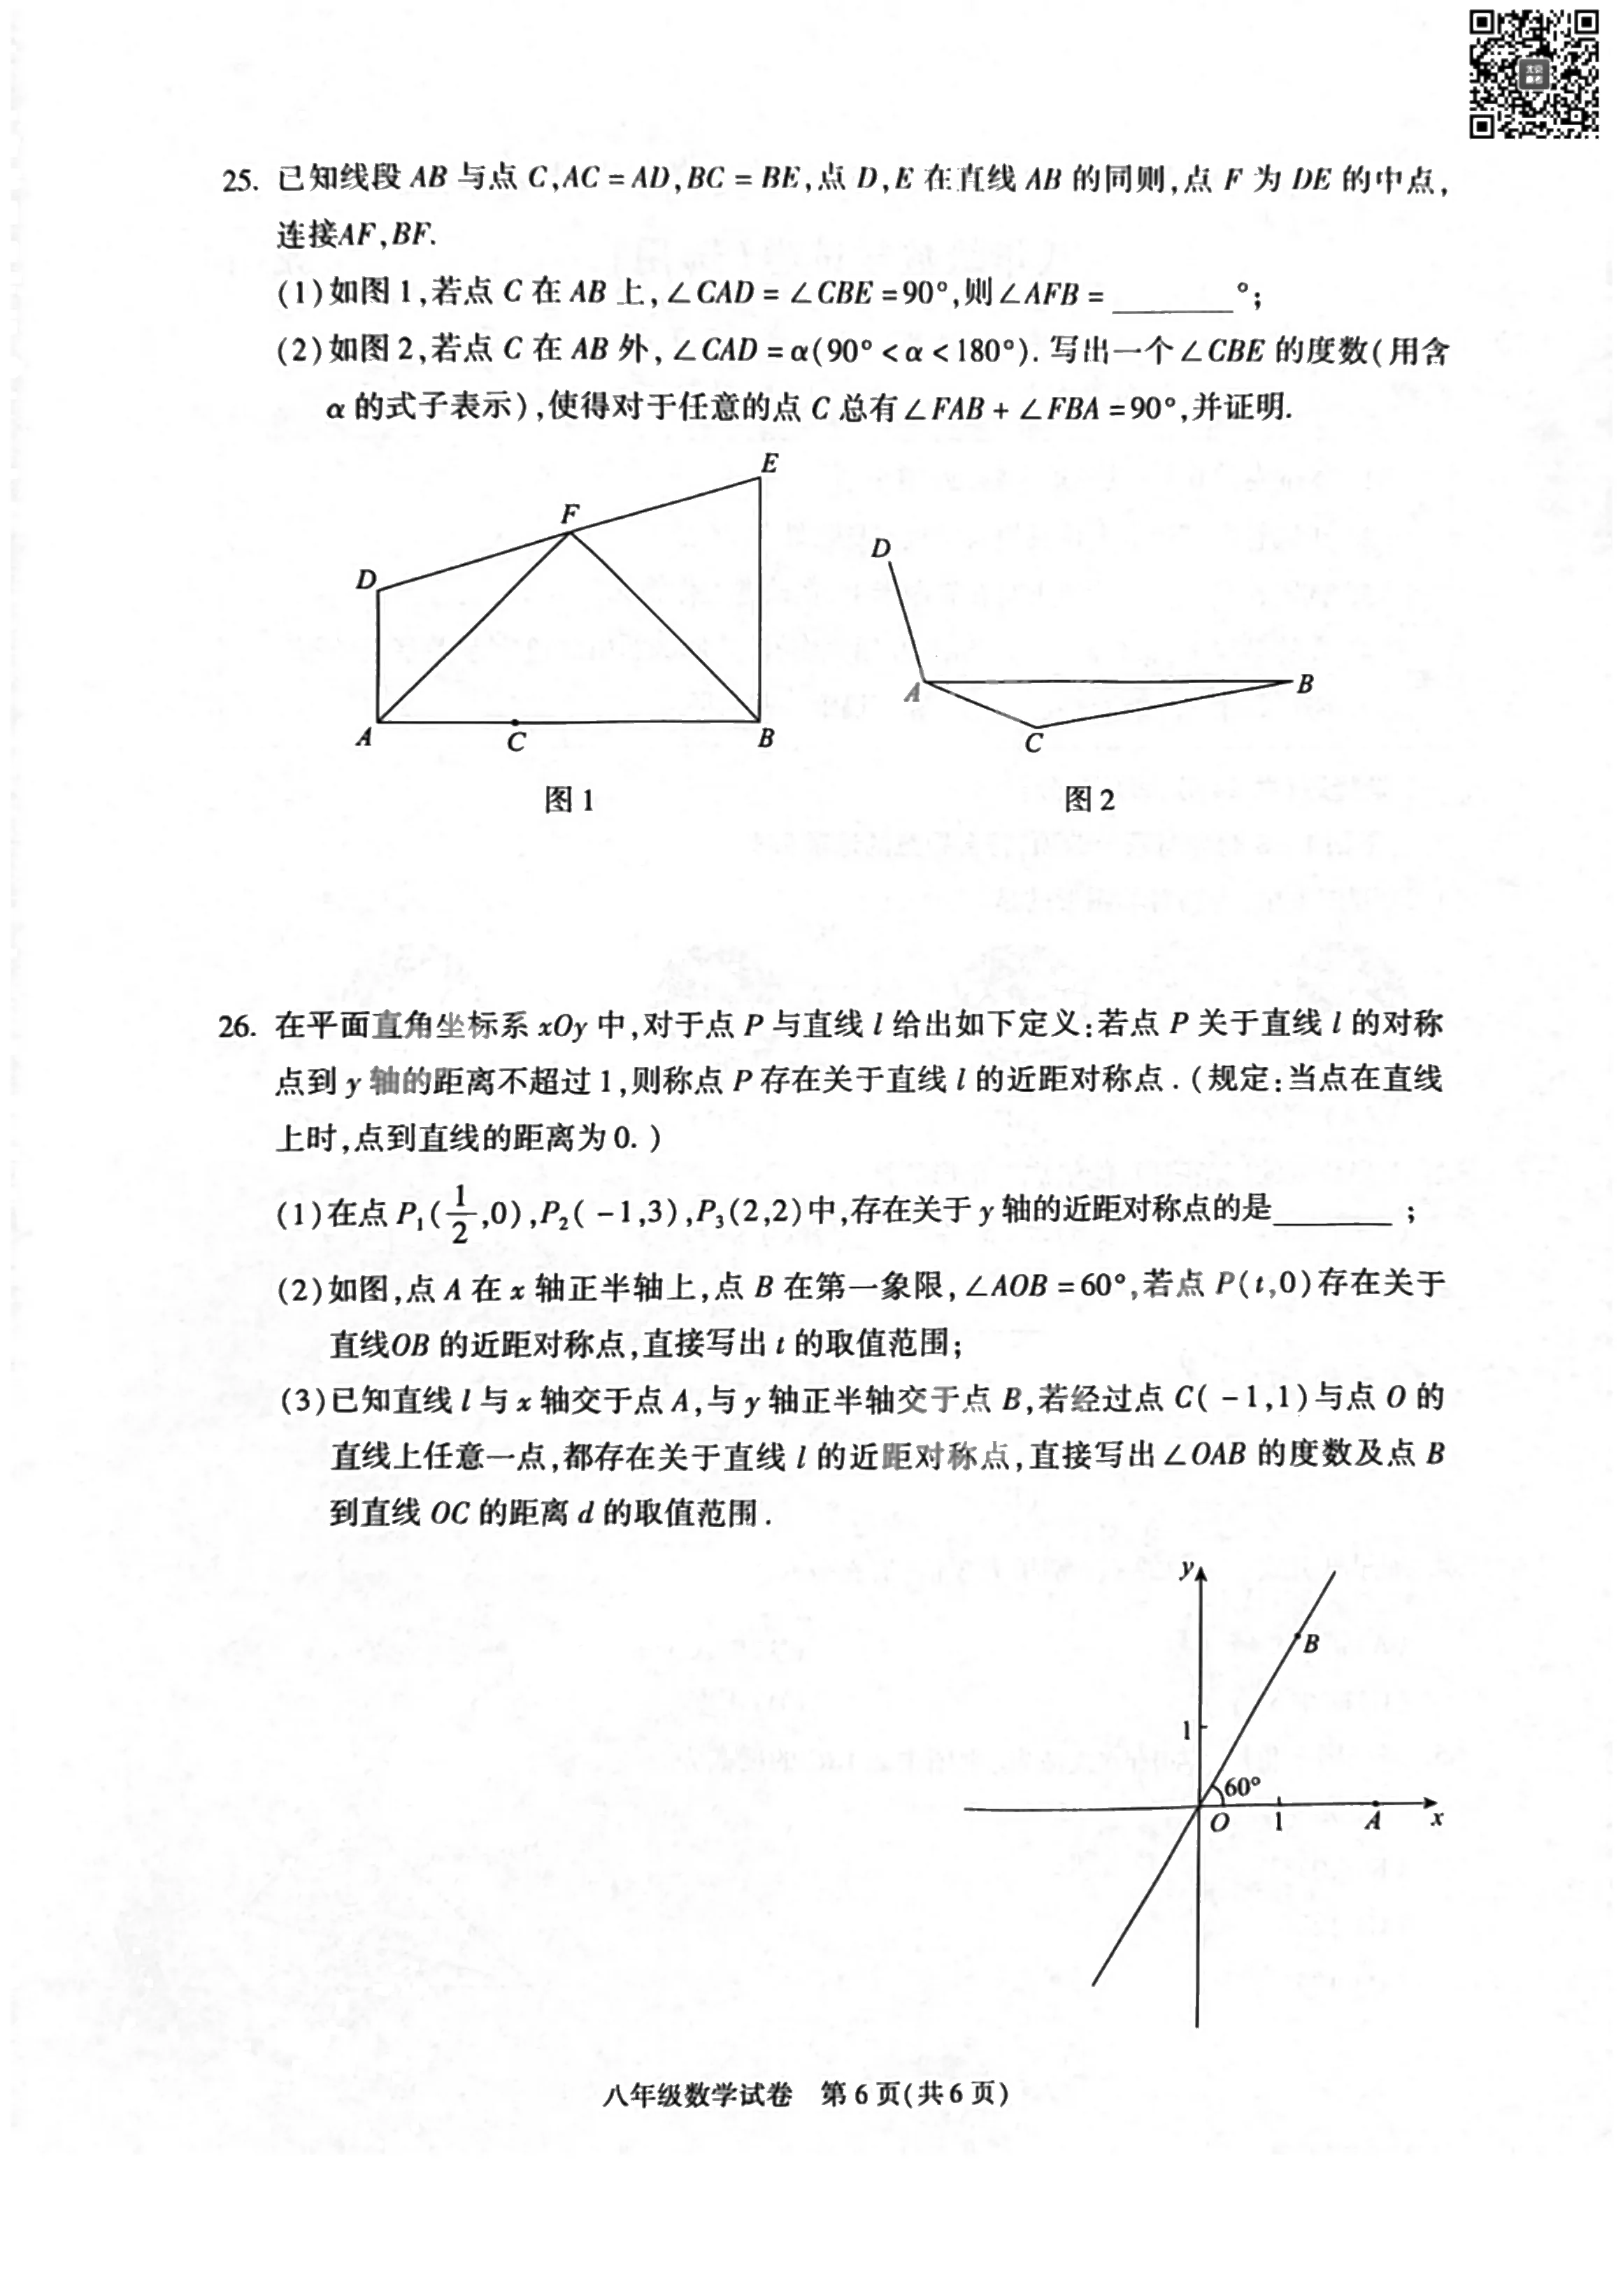 25. 已知线段 AB 与点 C,AC = AD,BC = BE,点 D,E 在直线 AB 的同则,点 F 为 DE 的中点,
连接AF,BF.
(1)如图1,若点 C 在 AB 上,∠CAD = ∠CBE =90°,则∠AFB = ________°;
(2)如图2,若点 C 在 AB 外,∠CAD = α(90° < α < 180°). 写出一个∠CBE 的度数(用含
α 的式子表示),使得对于任意的点 C 总有∠FAB + ∠FBA =90°,并证明.
E
F
D
A
C
B
图1
D
A
B
C
图2
26. 在平面直角坐标系 xOy 中,对于点 P 与直线 l 给出如下定义:若点 P 关于直线 l 的对称
点到 y 轴的距离不超过1,则称点 P 存在关于直线 l 的近距对称点.(规定:当点在直线
上时,点到直线的距离为0.)
(1)在点 P₁(1/2,0),P₂(-1,3),P₃(2,2)中,存在关于 y 轴的近距对称点的是________;
(2)如图,点 A 在 x 轴正半轴上,点 B 在第一象限,∠AOB =60°,若点 P(t,0)存在关于
直线OB 的近距对称点,直接写出 t 的取值范围;
(3)已知直线 l 与 x 轴交于点 A,与 y 轴正半轴交于点 B,若经过点 C(-1,1)与点 O 的
直线上任意一点,都存在关于直线 l 的近距对称点,直接写出∠OAB 的度数及点 B
到直线 OC 的距离 d 的取值范围.
y
B
1
60°
O
1
A
x
八年级数学试卷 第6页(共6页)